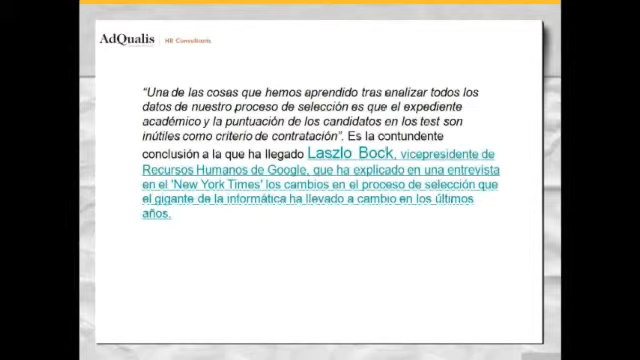 AdQualis | HR Consultants
“Una de las cosas que hemos aprendido tras analizar todos los
datos de nuestro proceso de selección es que el expediente
académico y la puntuación de los candidatos en los test son
inútiles como criterio de contratación”. Es la contundente
conclusión a la que ha llegado Laszlo Bock, vicepresidente de
Recursos Humanos de Google, que ha explicado en una entrevista
en el 'New York Times' los cambios en el proceso de selección que
el gigante de la informática ha llevado a cambio en los últimos
años.